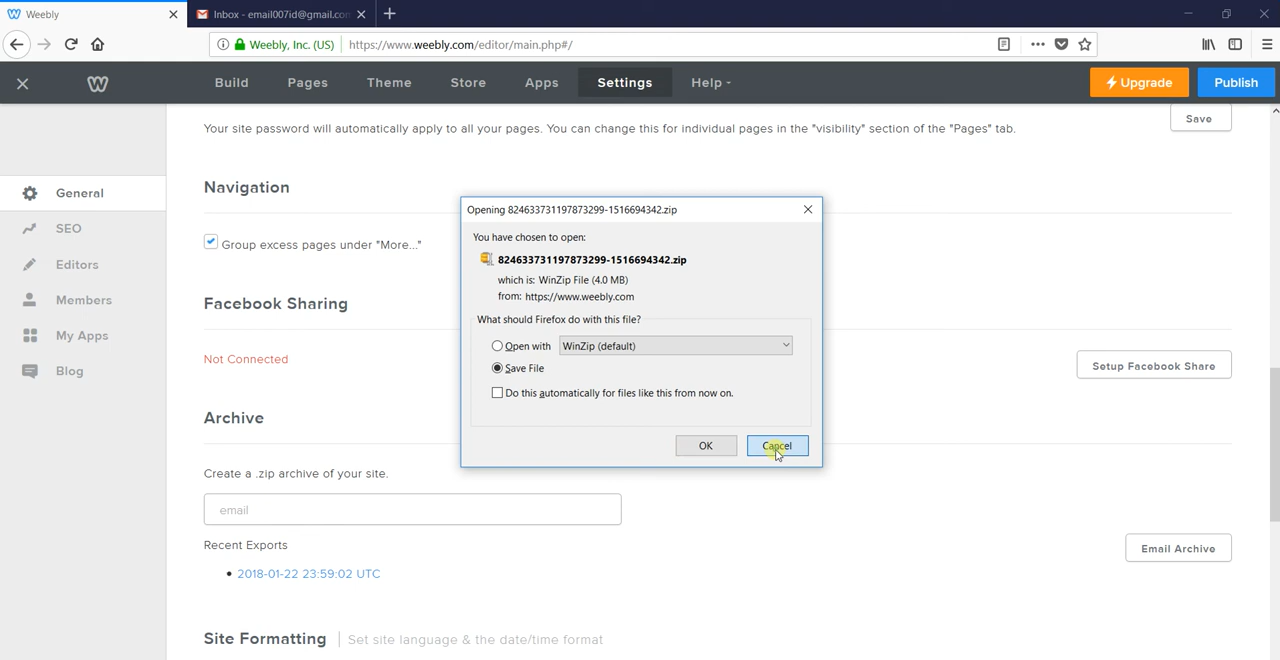 Weebly
Inbox - email007id@gmail.con
Weebly, Inc. (US)
https://www.weebly.com/editor/main.php#/
Build
Pages
Theme
Store
Apps
Settings
Help
Upgrade
Publish
Your site password will automatically apply to all your pages. You can change this for individual pages in the "visibility" section of the "Pages" tab.
Save
General
SEO
Editors
Members
My Apps
Blog
Navigation
Group excess pages under "More..."
Facebook Sharing
Not Connected
Setup Facebook Share
Archive
Create a .zip archive of your site.
email
Recent Exports
Email Archive
2018-01-22 23:59:02 UTC
Site Formatting
Set site language & the date/time format
Opening 824633731197873299-1516694342.zip
You have chosen to open:
824633731197873299-1516694342.zip
which is: WinZip File (4.0 MB)
from: https://www.weebly.com
What should Firefox do with this file?
Open with
WinZip (default)
Save File
Do this automatically for files like this from now on.
OK
Cancel